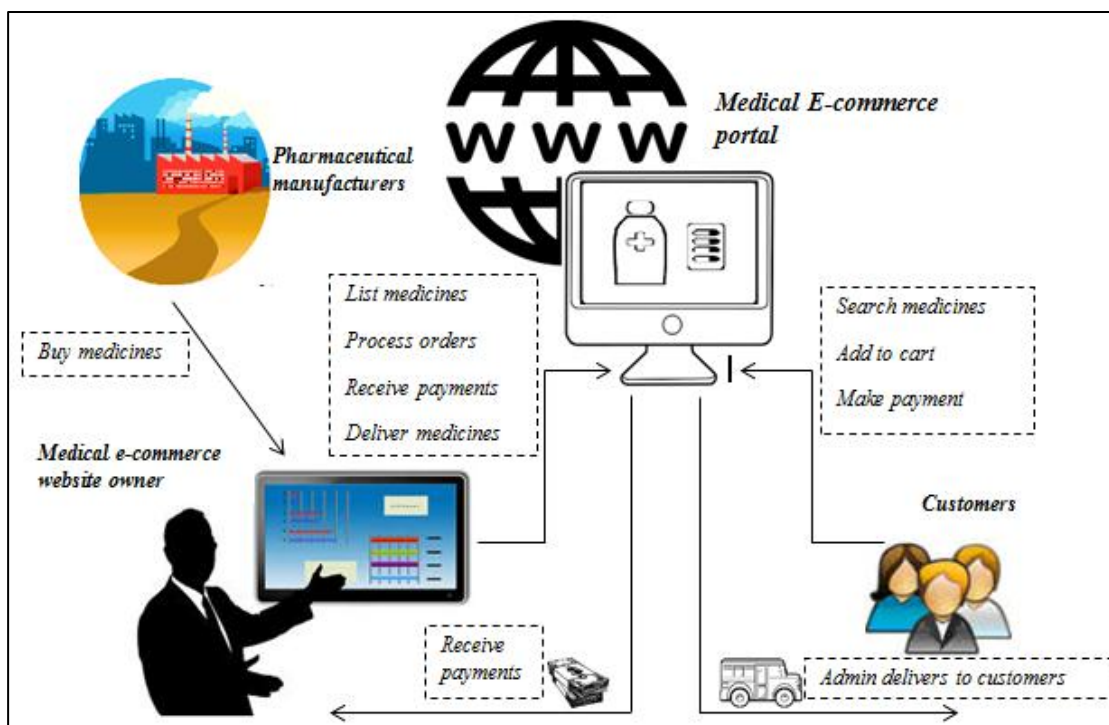 W W W
Medical E-commerce
portal
Pharmaceutical
manufacturers
List medicines
Process orders
Receive payments
Deliver medicines
Search medicines
Add to cart
Make payment
Buy medicines
Medical e-commerce
website owner
Customers
Receive
payments
Admin delivers to customers